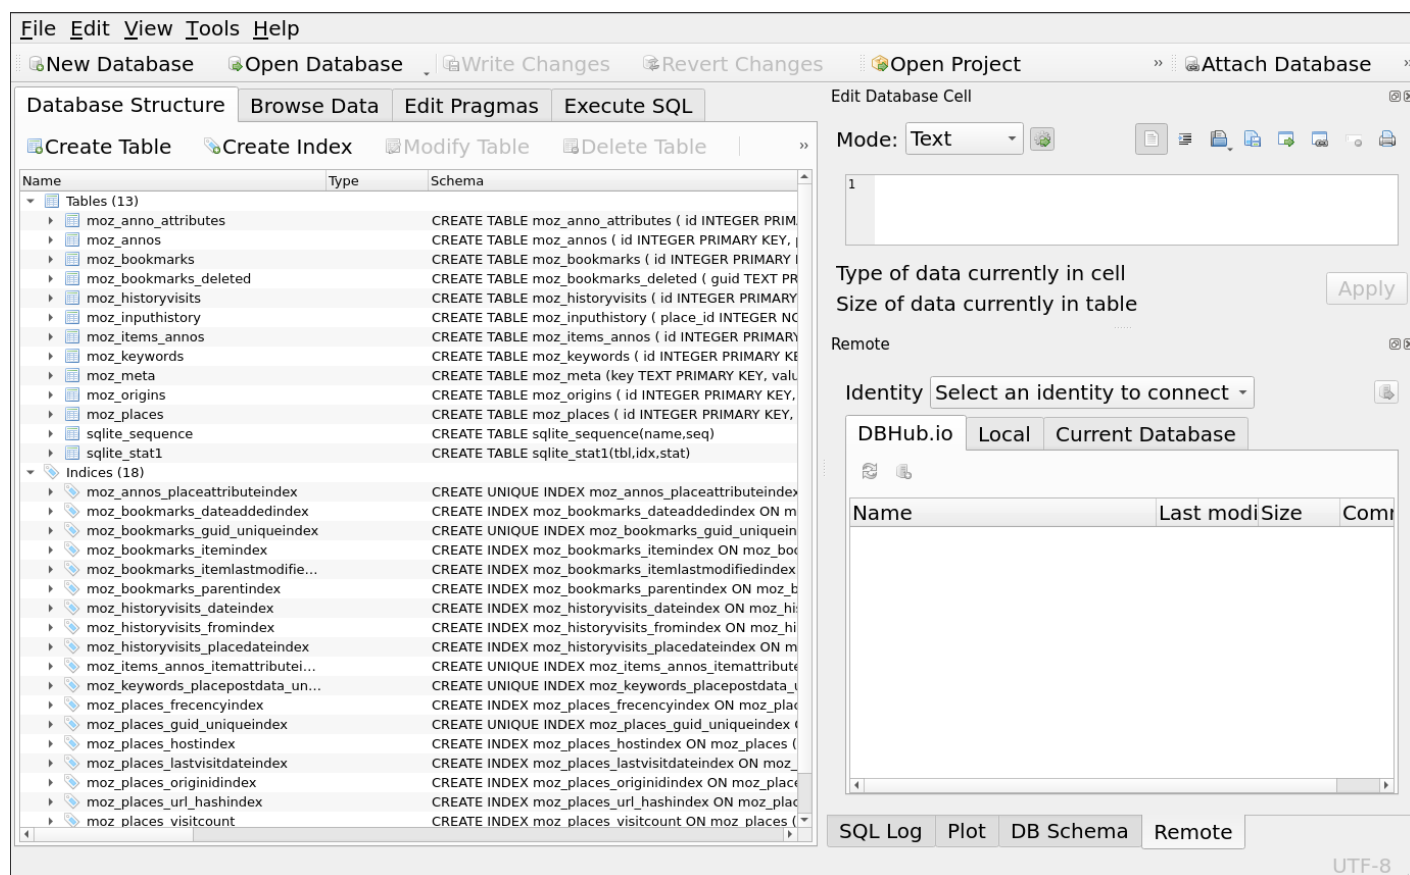 File Edit View Tools Help
New Database Open Database Write Changes Revert Changes Open Project » Attach Database »
Database Structure Browse Data Edit Pragmas Execute SQL
Create Table Create Index Modify Table Delete Table »
Name Type Schema
Tables (13)
moz_anno_attributes CREATE TABLE moz_anno_attributes ( id INTEGER PRIM
moz_annos CREATE TABLE moz_annos ( id INTEGER PRIMARY KEY,
moz_bookmarks CREATE TABLE moz_bookmarks ( id INTEGER PRIMARY
moz_bookmarks_deleted CREATE TABLE moz_bookmarks_deleted ( guid TEXT PR
moz_historyvisits CREATE TABLE moz_historyvisits ( id INTEGER PRIMARY
moz_inputhistory CREATE TABLE moz_inputhistory ( place_id INTEGER NO
moz_items_annos CREATE TABLE moz_items_annos ( id INTEGER PRIMARY
moz_keywords CREATE TABLE moz_keywords ( id INTEGER PRIMARY KE
moz_meta CREATE TABLE moz_meta (key TEXT PRIMARY KEY, valu
moz_origins CREATE TABLE moz_origins ( id INTEGER PRIMARY KEY,
moz_places CREATE TABLE moz_places ( id INTEGER PRIMARY KEY,
sqlite_sequence CREATE TABLE sqlite_sequence(name,seq)
sqlite_stat1 CREATE TABLE sqlite_stat1(tbl,idx,stat)
Indices (18)
moz_annos_placeattributeindex CREATE UNIQUE INDEX moz_annos_placeattributeindex
moz_bookmarks_dateaddedindex CREATE INDEX moz_bookmarks_dateaddedindex ON m
moz_bookmarks_guid_uniqueindex CREATE UNIQUE INDEX moz_bookmarks_guid_uniquein
moz_bookmarks_itemindex CREATE INDEX moz_bookmarks_itemindex ON moz_boo
moz_bookmarks_itemlastmodifie... CREATE INDEX moz_bookmarks_itemlastmodifiedindex
moz_bookmarks_parentindex CREATE INDEX moz_bookmarks_parentindex ON moz_b
moz_historyvisits_dateindex CREATE INDEX moz_historyvisits_dateindex ON moz_his
moz_historyvisits_fromindex CREATE INDEX moz_historyvisits_fromindex ON moz_hi
moz_historyvisits_placedateindex CREATE INDEX moz_historyvisits_placedateindex ON m
moz_items_annos_itemattributei... CREATE UNIQUE INDEX moz_items_annos_itemattribute
moz_keywords_placepostdata_un... CREATE UNIQUE INDEX moz_keywords_placepostdata_u
moz_places_frecencyindex CREATE INDEX moz_places_frecencyindex ON moz_plac
moz_places_guid_uniqueindex CREATE UNIQUE INDEX moz_places_guid_uniqueindex
moz_places_hostindex CREATE INDEX moz_places_hostindex ON moz_places (
moz_places_lastvisitdateindex CREATE INDEX moz_places_lastvisitdateindex ON moz_
moz_places_originidindex CREATE INDEX moz_places_originidindex ON moz_place
moz_places_url_hashindex CREATE INDEX moz_places_url_hashindex ON moz_plac
moz_places_visitcount CREATE INDEX moz_places_visitcount ON moz_places (
Edit Database Cell
Mode: Text
1
Type of data currently in cell
Size of data currently in table
Apply
Remote
Identity Select an identity to connect
DBHub.io Local Current Database
Name Last modi Size Comm
SQL Log Plot DB Schema Remote
UTF-8